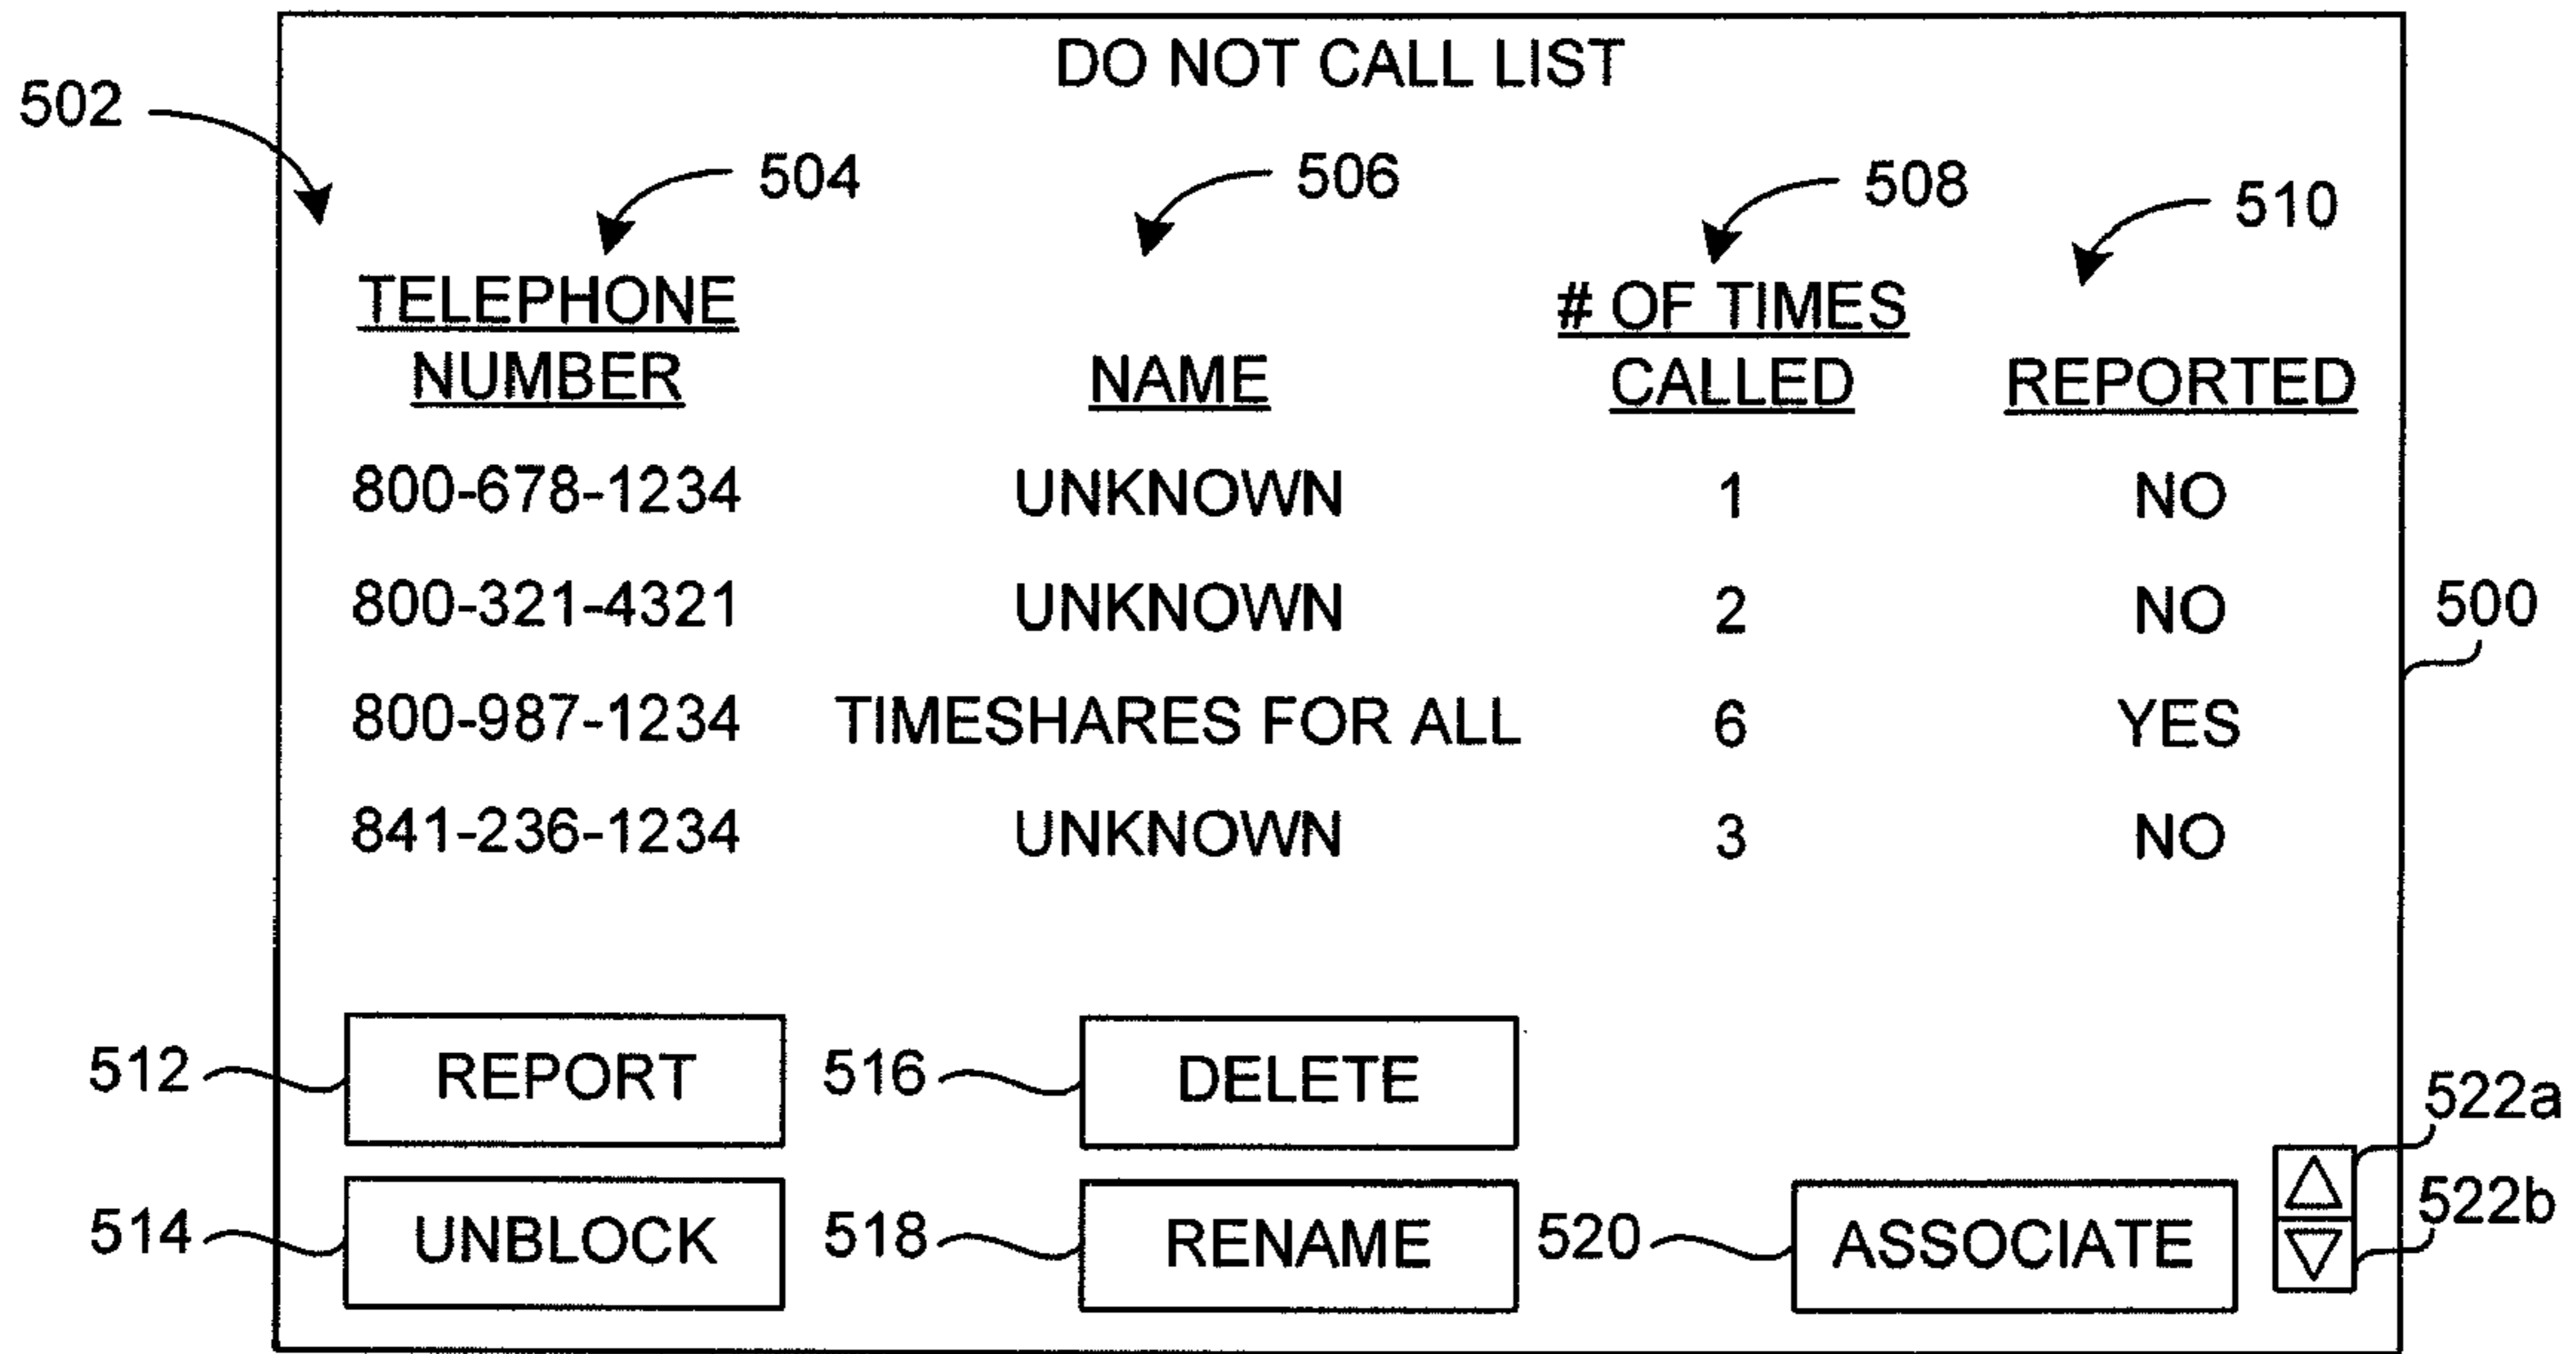 DO NOT CALL LIST
502
504 506 508 510
TELEPHONE NUMBER NAME # OF TIMES CALLED REPORTED
800-678-1234 UNKNOWN 1 NO
800-321-4321 UNKNOWN 2 NO
500
800-987-1234 TIMESHARES FOR ALL 6 YES
841-236-1234 UNKNOWN 3 NO
512 REPORT 516 DELETE 522a
514 UNBLOCK 518 RENAME 520 ASSOCIATE 522b